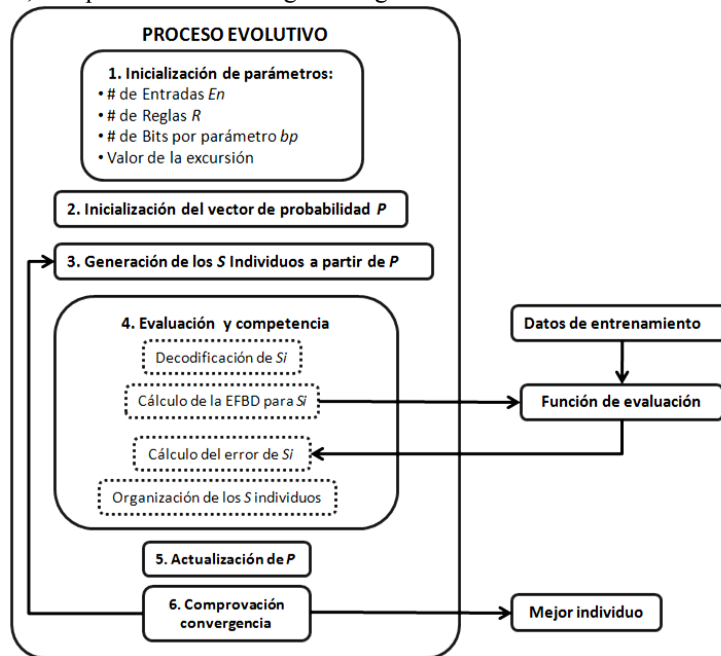 PROCESO EVOLUTIVO
1. Inicialización de parámetros:
• # de Entradas En
• # de Reglas R
• # de Bits por parámetro bp
• Valor de la excursión
2. Inicialización del vector de probabilidad P
3. Generación de los S Individuos a partir de P
4. Evaluación y competencia
Decodificación de Si
Cálculo de la EFBD para Si
Cálculo del error de Si
Organización de los S individuos
Datos de entrenamiento
Función de evaluación
5. Actualización de P
6. Comprovación
convergencia
Mejor individuo